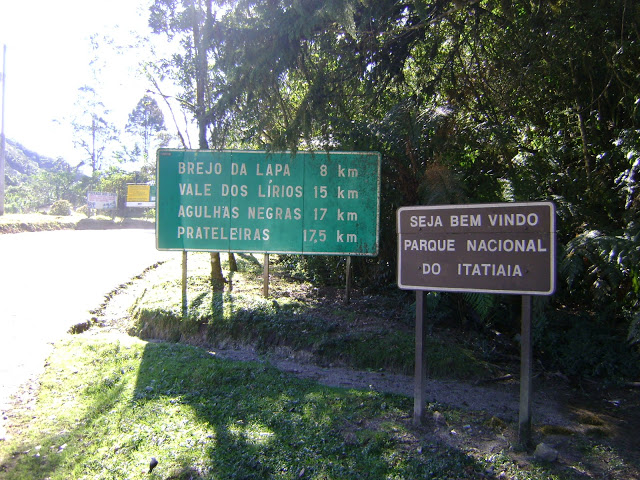 BREJO DA LAPA 8 km
VALE DOS LÍRIOS 15 km
AGULHAS NEGRAS 17 km
PRATELEIRAS 17,5 km
SEJA BEM VINDO
PARQUE NACIONAL
DO ITATIAIA